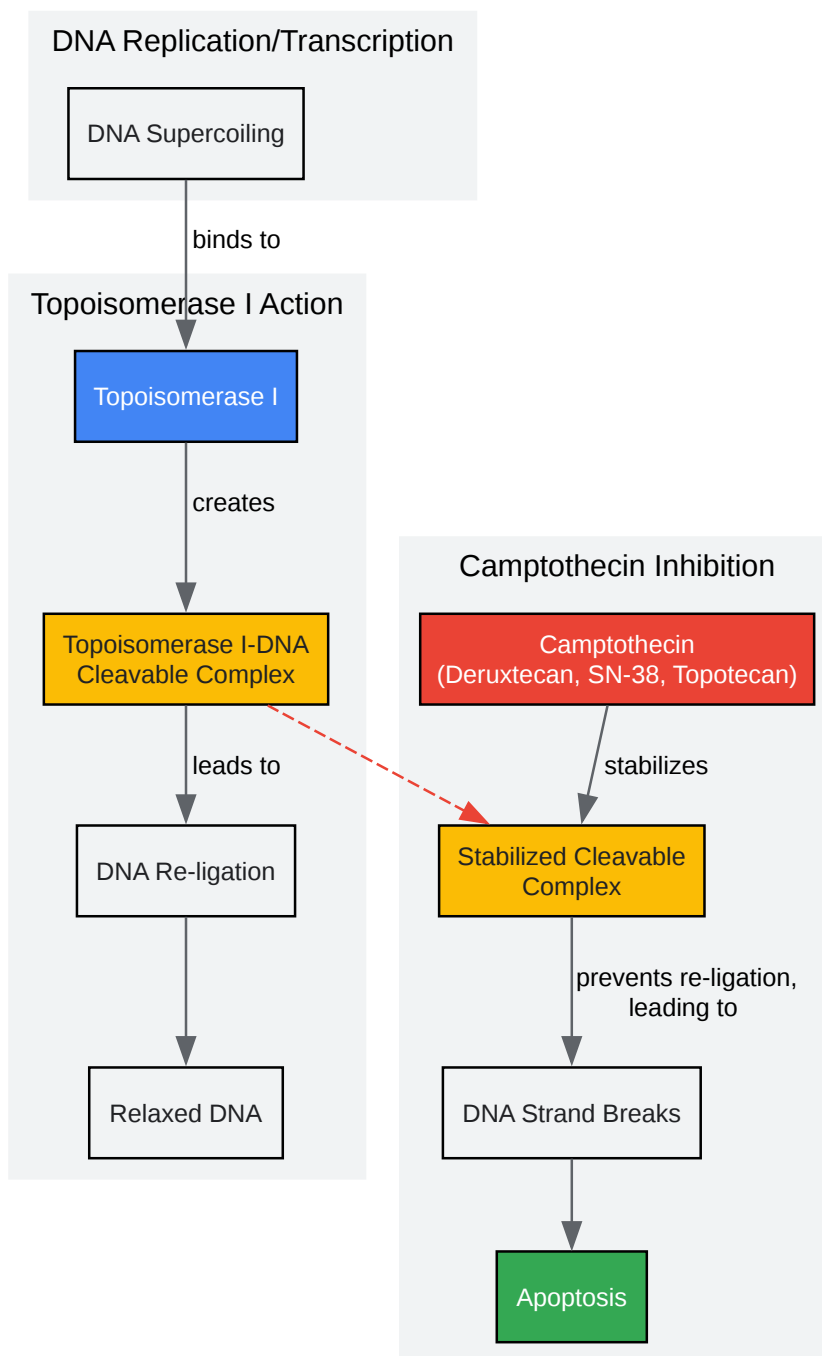 DNA Replication/Transcription
DNA Supercoiling
binds to
Topoisomerase I Action
Topoisomerase I
creates
Camptothecin Inhibition
Topoisomerase I-DNA
Cleavable Complex
Camptothecin
(Deruxtecan, SN-38, Topotecan)
leads to
stabilizes
DNA Re-ligation
Stabilized Cleavable
Complex
prevents re-ligation,
leading to
Relaxed DNA
DNA Strand Breaks
Apoptosis